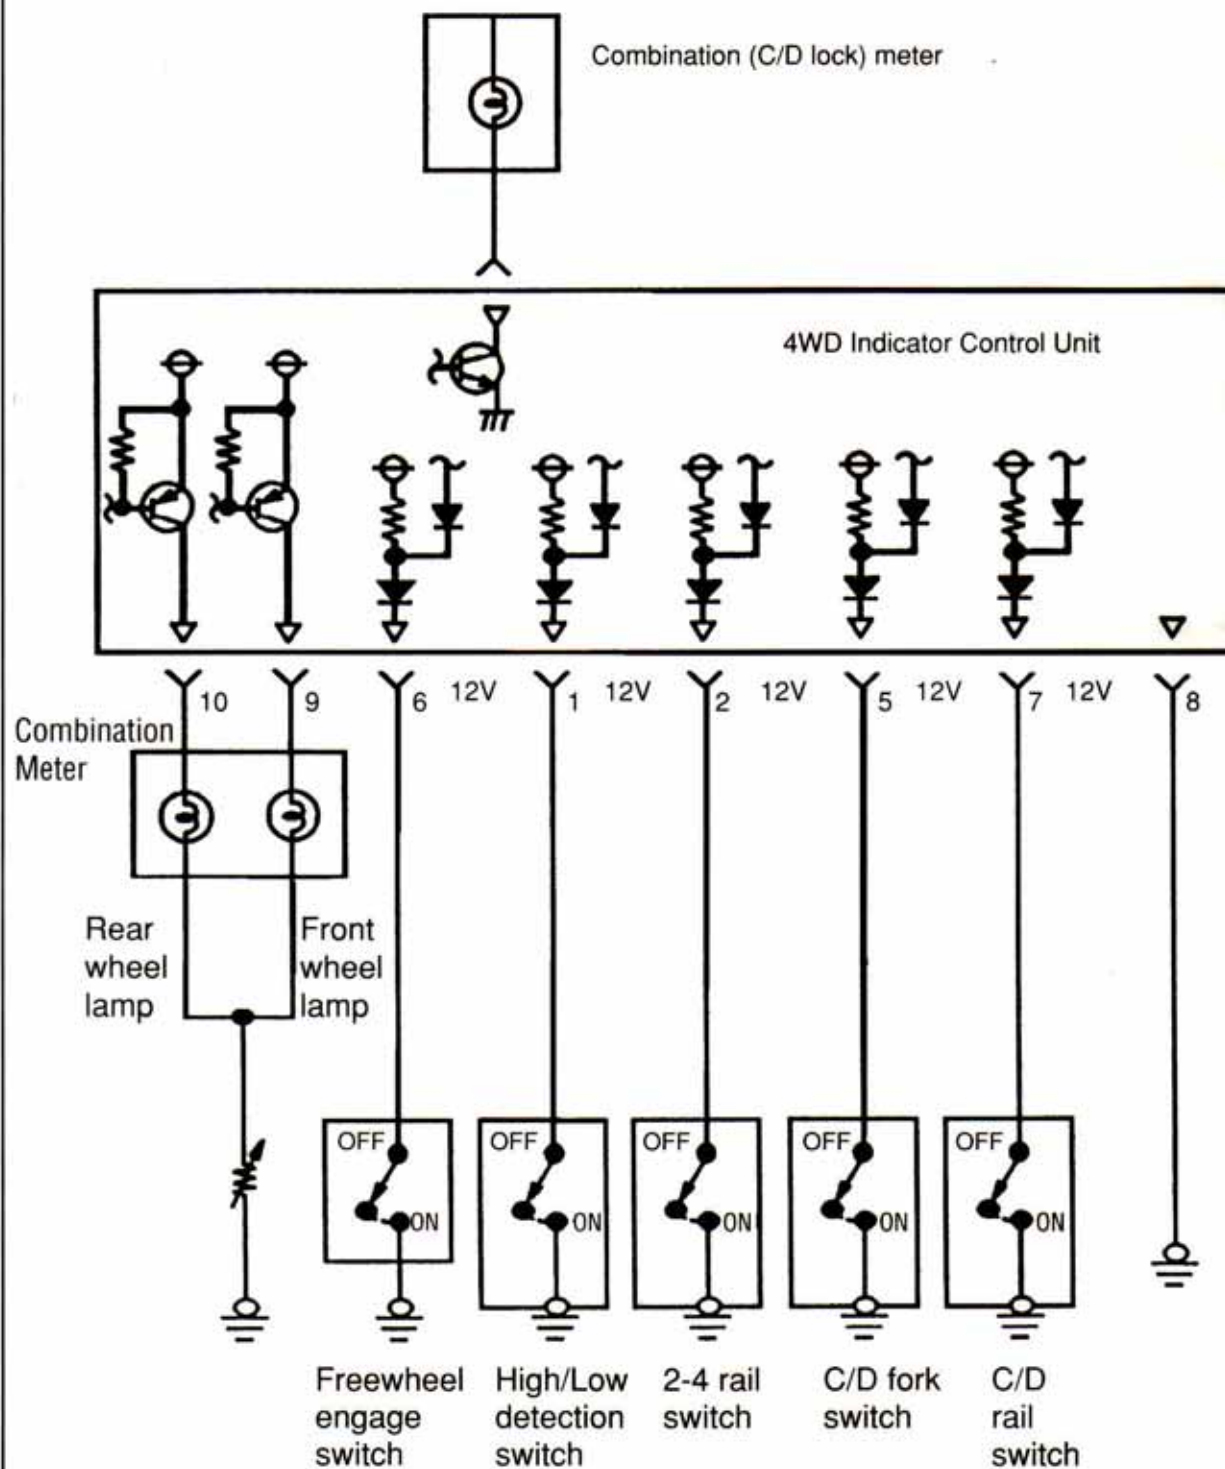 Combination (C/D lock) meter
4WD Indicator Control Unit
10
9
6
12V
1
12V
2
12V
5
12V
7
12V
8
Combination
Meter
Rear
wheel
lamp
Front
wheel
lamp
OFF
ON
OFF
ON
OFF
ON
OFF
ON
OFF
ON
Freewheel
engage
switch
High/Low
detection
switch
2-4 rail
switch
C/D fork
switch
C/D
rail
switch